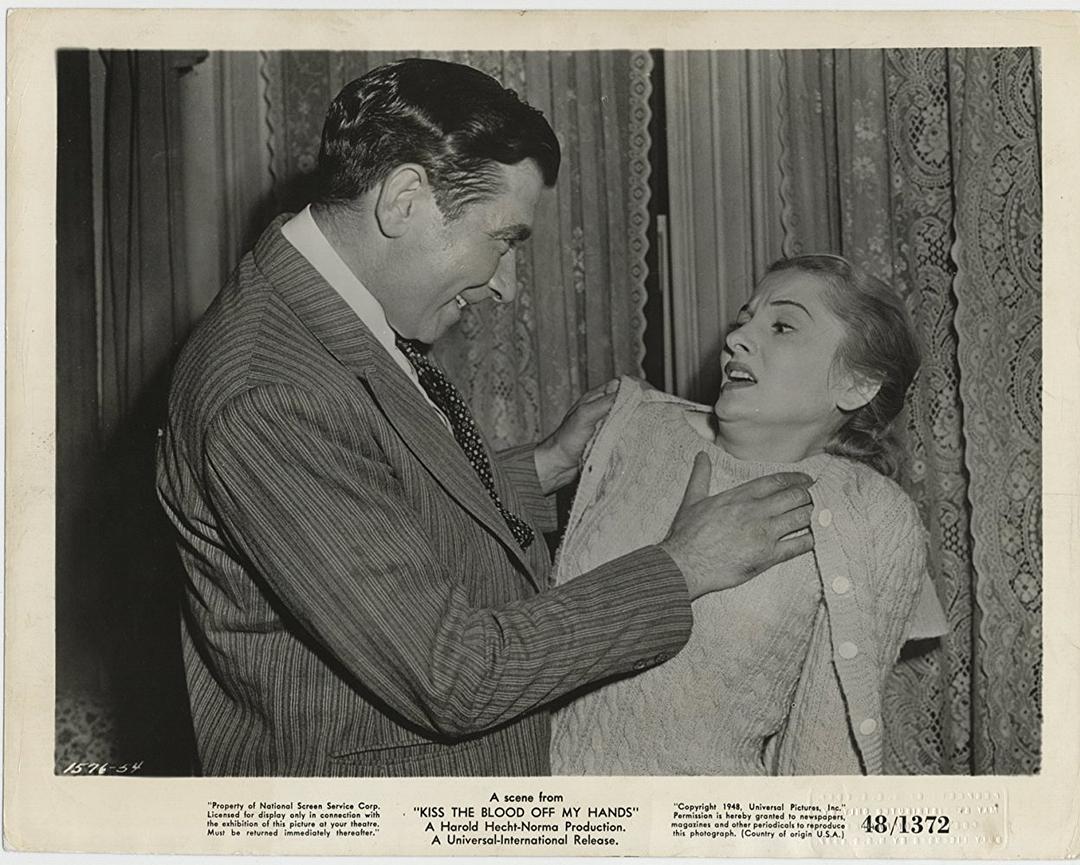 1576-54
A scene from
"KISS THE BLOOD OFF MY HANDS"
A Harold Hecht-Norma Production.
A Universal-International Release.
"Property of National Screen Service Corp.
Licensed for display only in connection with
the exhibition of this picture at your theatre.
Must be returned immediately thereafter."
"Copyright 1948, Universal Pictures, Inc."
Permission is hereby granted to newspapers,
magazines and other periodicals to reproduce
this photograph. (Country of origin U.S.A.)
48/1372